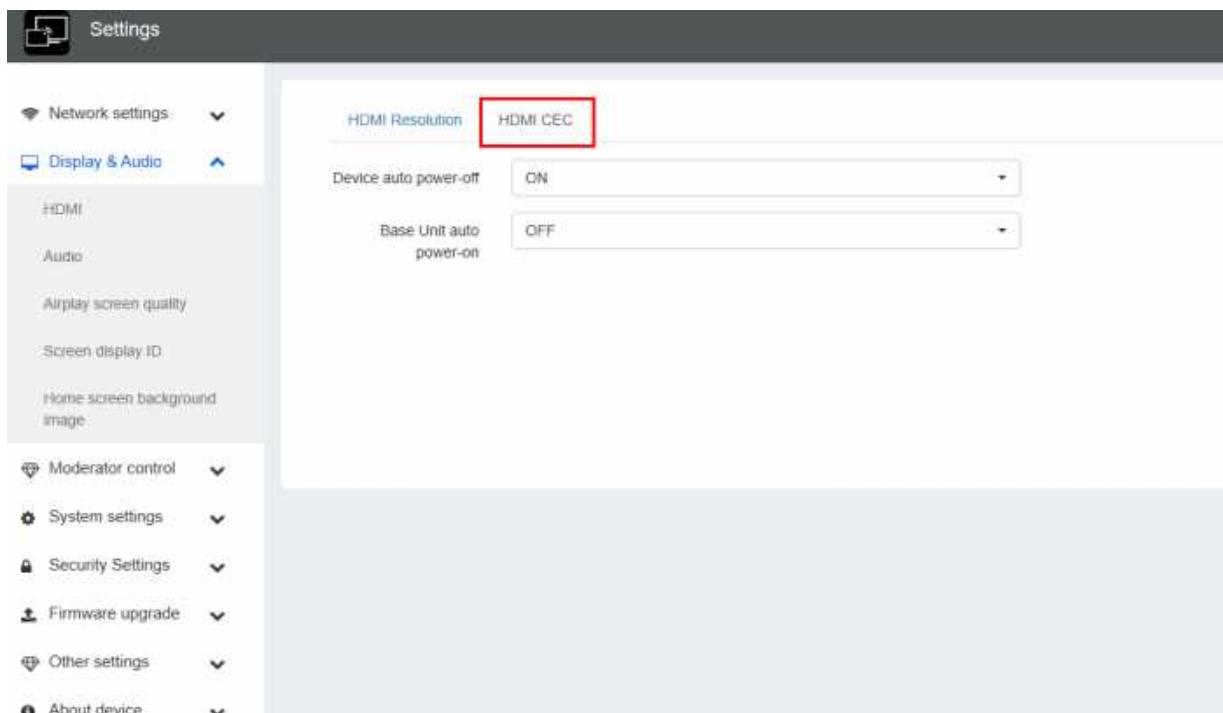 Settings
Network settings
Display & Audio
HDMI
Audio
Airplay screen quality
Screen display ID
Home screen background
image
Moderator control
System settings
Security Settings
Firmware upgrade
Other settings
About device
HDMI Resolution
HDMI CEC
Device auto power-off
ON
Base Unit auto
power-on
OFF